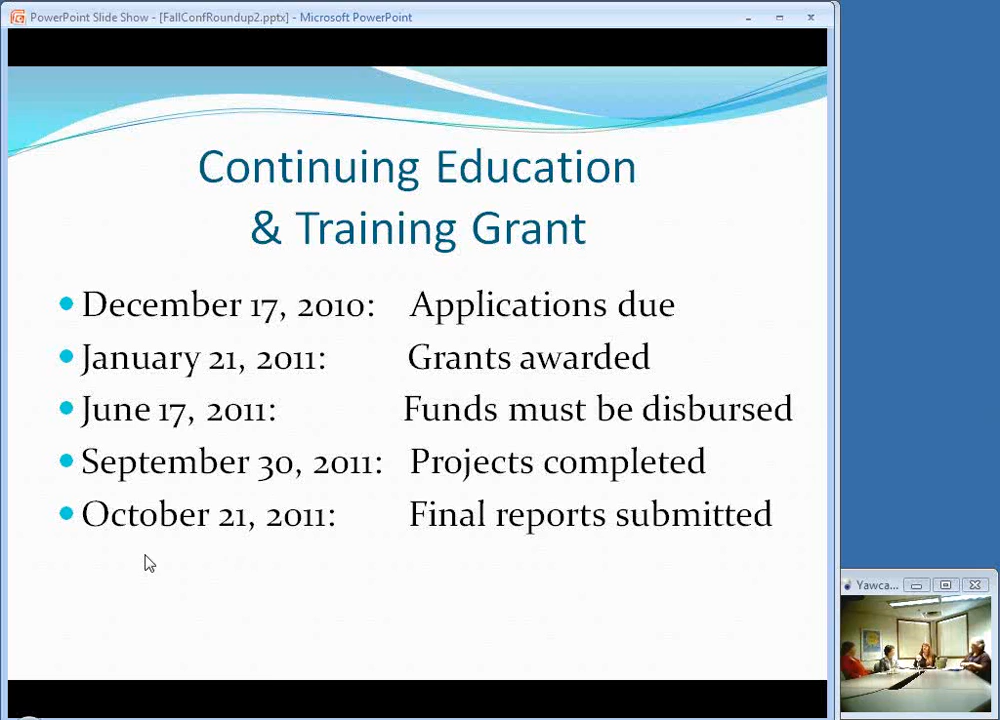 PowerPoint Slide Show - [FallConfRoundup2.pptx] - Microsoft PowerPoint
Continuing Education
& Training Grant
December 17, 2010: Applications due
January 21, 2011: Grants awarded
June 17, 2011: Funds must be disbursed
September 30, 2011: Projects completed
October 21, 2011: Final reports submitted
Yawca...